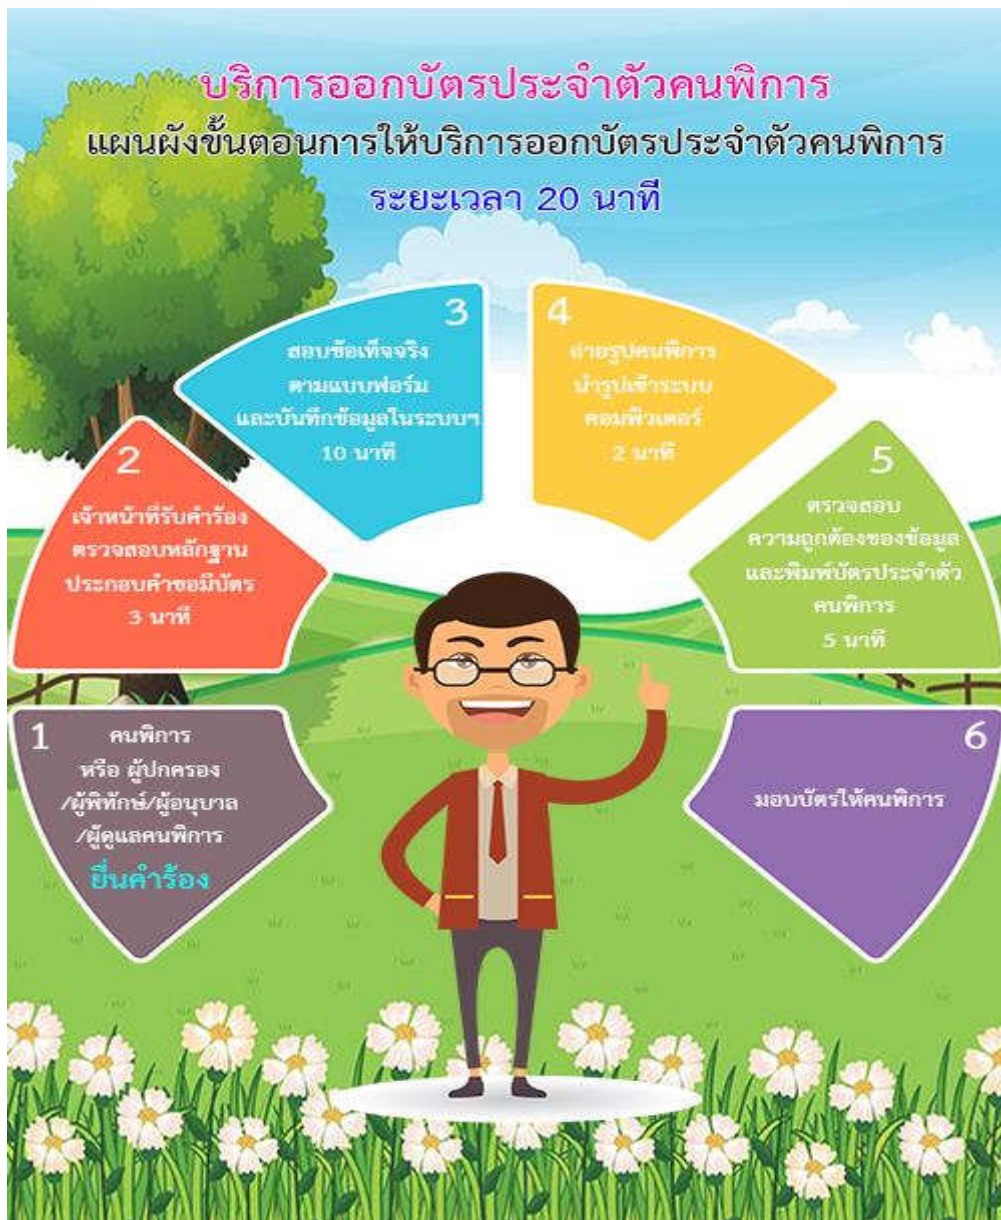 บริการออกบัตรประจำตัวคนพิการ
แผนผังขั้นตอนการให้บริการออกบัตรประจำตัวคนพิการ
ระยะเวลา 20 นาที
1
คนพิการ
หรือ ผู้ปกครอง
/ผู้พิทักษ์/ผู้อนุบาล
/ผู้ดูแลคนพิการ
ยื่นคำร้อง
2
เจ้าหน้าที่รับคำร้อง
ตรวจสอบหลักฐาน
ประกอบคำขอมีบัตร
3 นาที
3
สอบข้อเท็จจริง
ตามแบบฟอร์ม
และบันทึกข้อมูลในระบบฯ
10 นาที
4
ถ่ายรูปคนพิการ
นำรูปเข้าระบบ
คอมพิวเตอร์
2 นาที
5
ตรวจสอบ
ความถูกต้องของข้อมูล
และพิมพ์บัตรประจำตัว
คนพิการ
5 นาที
6
มอบบัตรให้คนพิการ